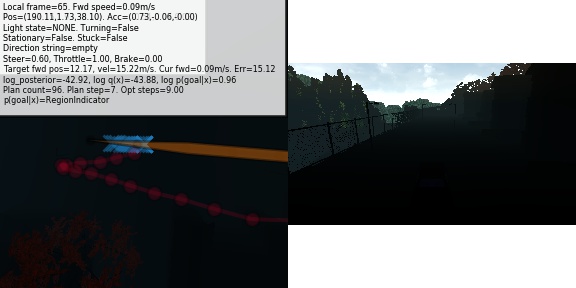 Local frame=65. Fwd speed=0.09m/s
Pos=(190.11,1.73,38.10). Acc=(0.73,-0.06,-0.00)
Light state=NONE. Turning=False
Stationary=False. Stuck=False
Direction string=empty
Steer=0.60, Throttle=1.00, Brake=0.00
Target fwd pos=12.17, vel=15.22m/s. Cur fwd=0.09m/s. Err=15.12
log_posterior=-42.92, log q(x)=-43.88, log p(goal|x)=0.96
Plan count=96. Plan step=7. Opt steps=9.00
p(goal|x)=RegionIndicator